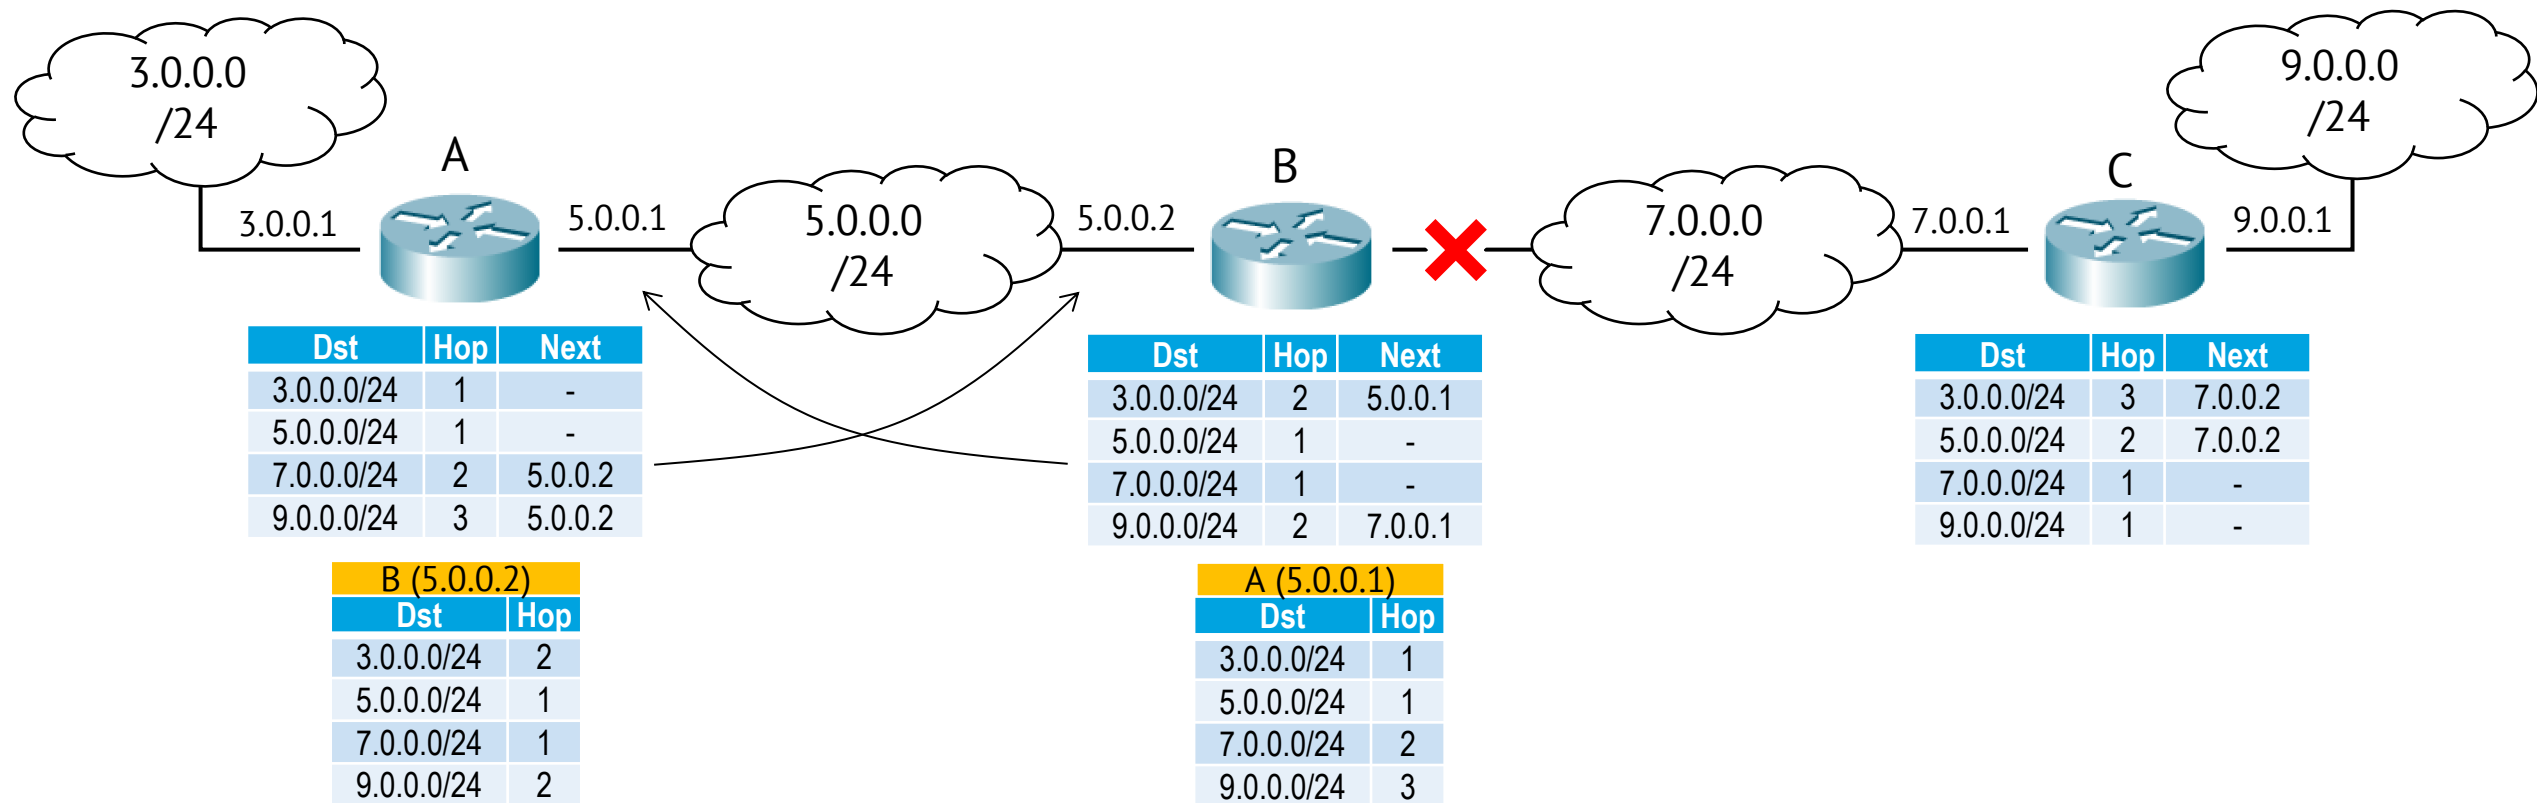 3.0.0.0
/24
9.0.0.0
/24
A
B
C
3.0.0.1
5.0.0.1
5.0.0.0
/24
5.0.0.2
7.0.0.0
/24
7.0.0.1
9.0.0.1
Dst Hop Next
3.0.0.0/24 1 -
5.0.0.0/24 1 -
7.0.0.0/24 2 5.0.0.2
9.0.0.0/24 3 5.0.0.2
Dst Hop Next
3.0.0.0/24 2 5.0.0.1
5.0.0.0/24 1 -
7.0.0.0/24 1 -
9.0.0.0/24 2 7.0.0.1
Dst Hop Next
3.0.0.0/24 3 7.0.0.2
5.0.0.0/24 2 7.0.0.2
7.0.0.0/24 1 -
9.0.0.0/24 1 -
B (5.0.0.2)
Dst Hop
3.0.0.0/24 2
5.0.0.0/24 1
7.0.0.0/24 1
9.0.0.0/24 2
A (5.0.0.1)
Dst Hop
3.0.0.0/24 1
5.0.0.0/24 1
7.0.0.0/24 2
9.0.0.0/24 3